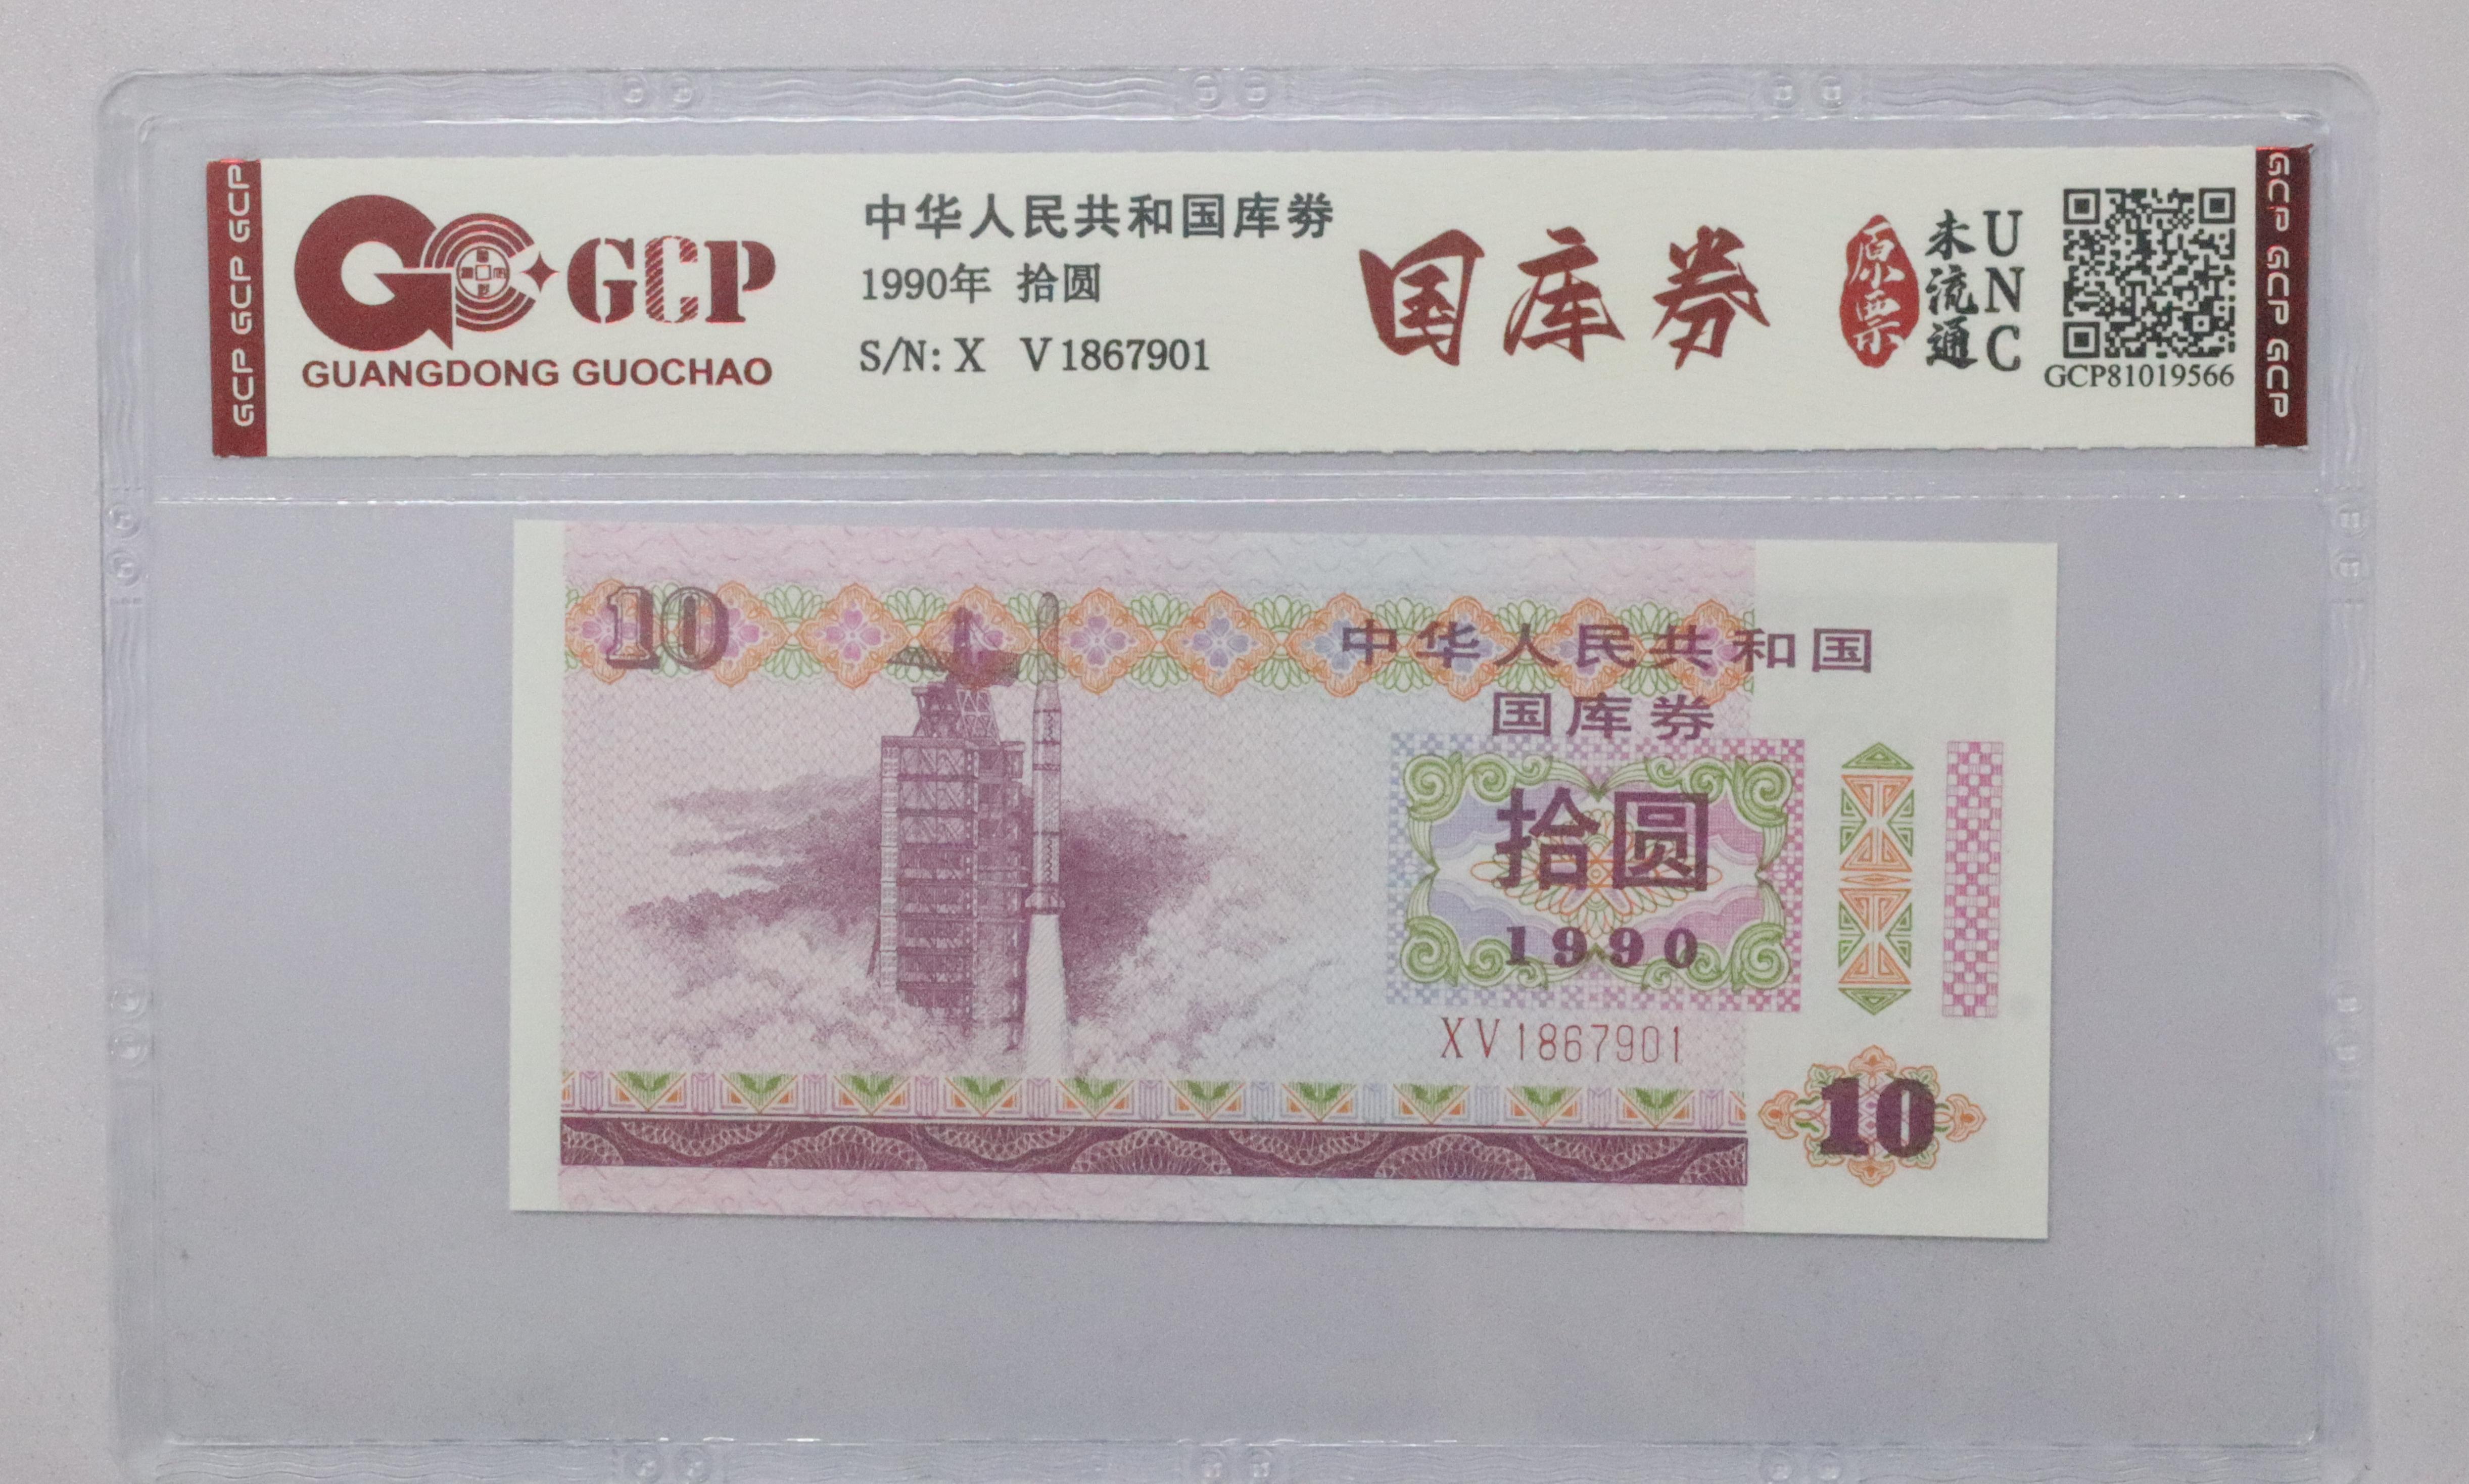 GCP GCP GCP
GCP
GUANGDONG GUOCHAO
中华人民共和国库券
1990年 拾圆
S/N: X V 1867901
国库券
原票
未流通
UNC
GCP81019566
GCP GCP GCP
10
中华人民共和国
国库券
拾圆
1990
XV1867901
10